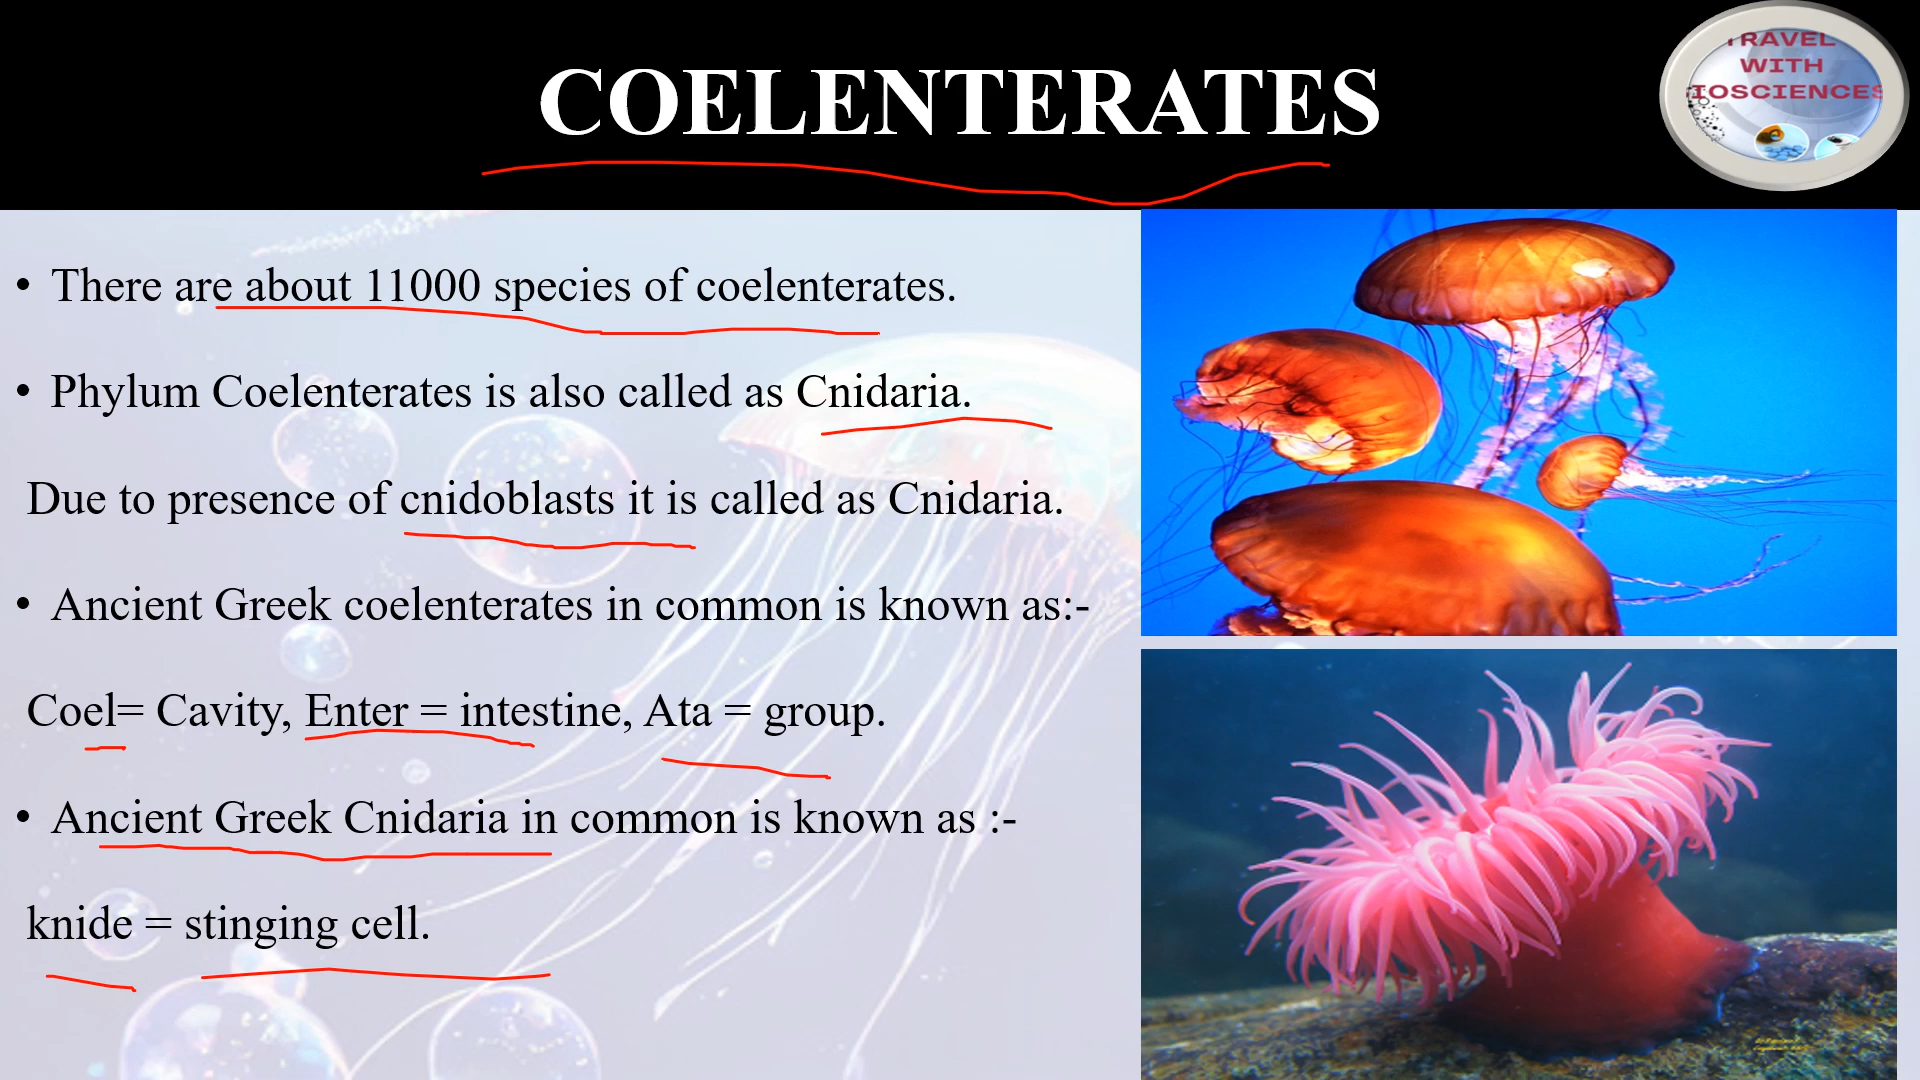 COELENTERATES
TRAVEL
WITH
IOSCIENCES
• There are about 11000 species of coelenterates.
• Phylum Coelenterates is also called as Cnidaria.
Due to presence of cnidoblasts it is called as Cnidaria.
• Ancient Greek coelenterates in common is known as:-
Coel= Cavity, Enter = intestine, Ata = group.
• Ancient Greek Cnidaria in common is known as :-
knide = stinging cell.